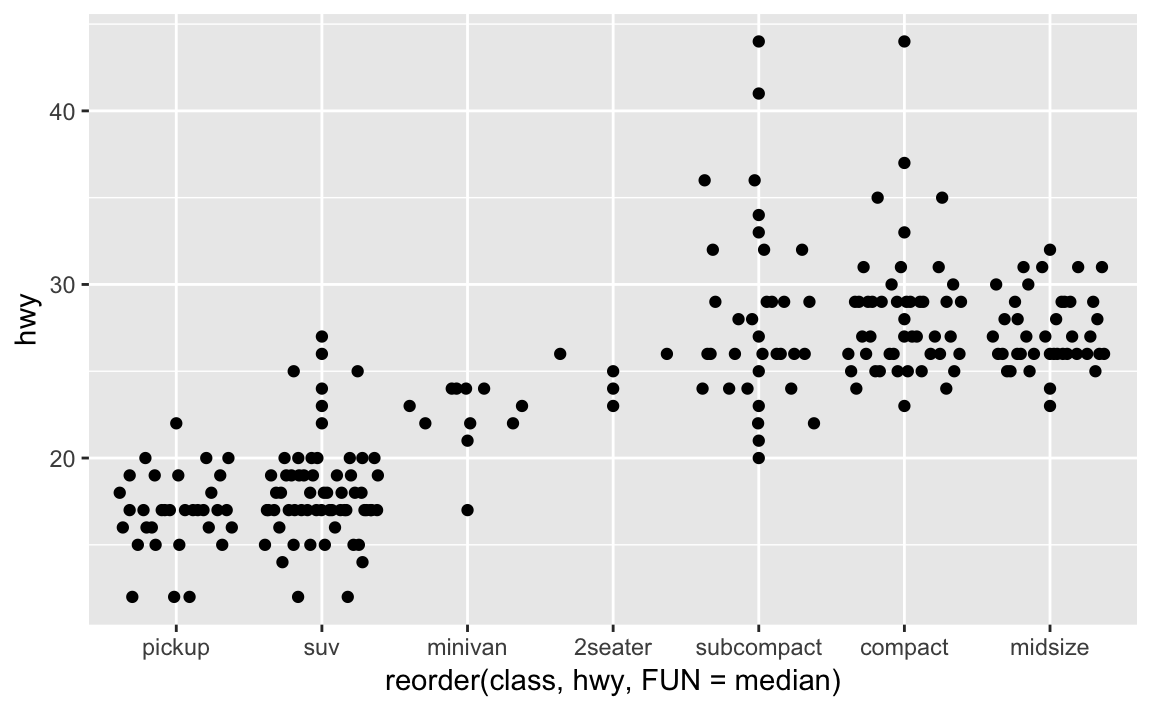 40
30
20
hwy
pickup suv minivan 2seater subcompact compact midsize
reorder(class, hwy, FUN = median)